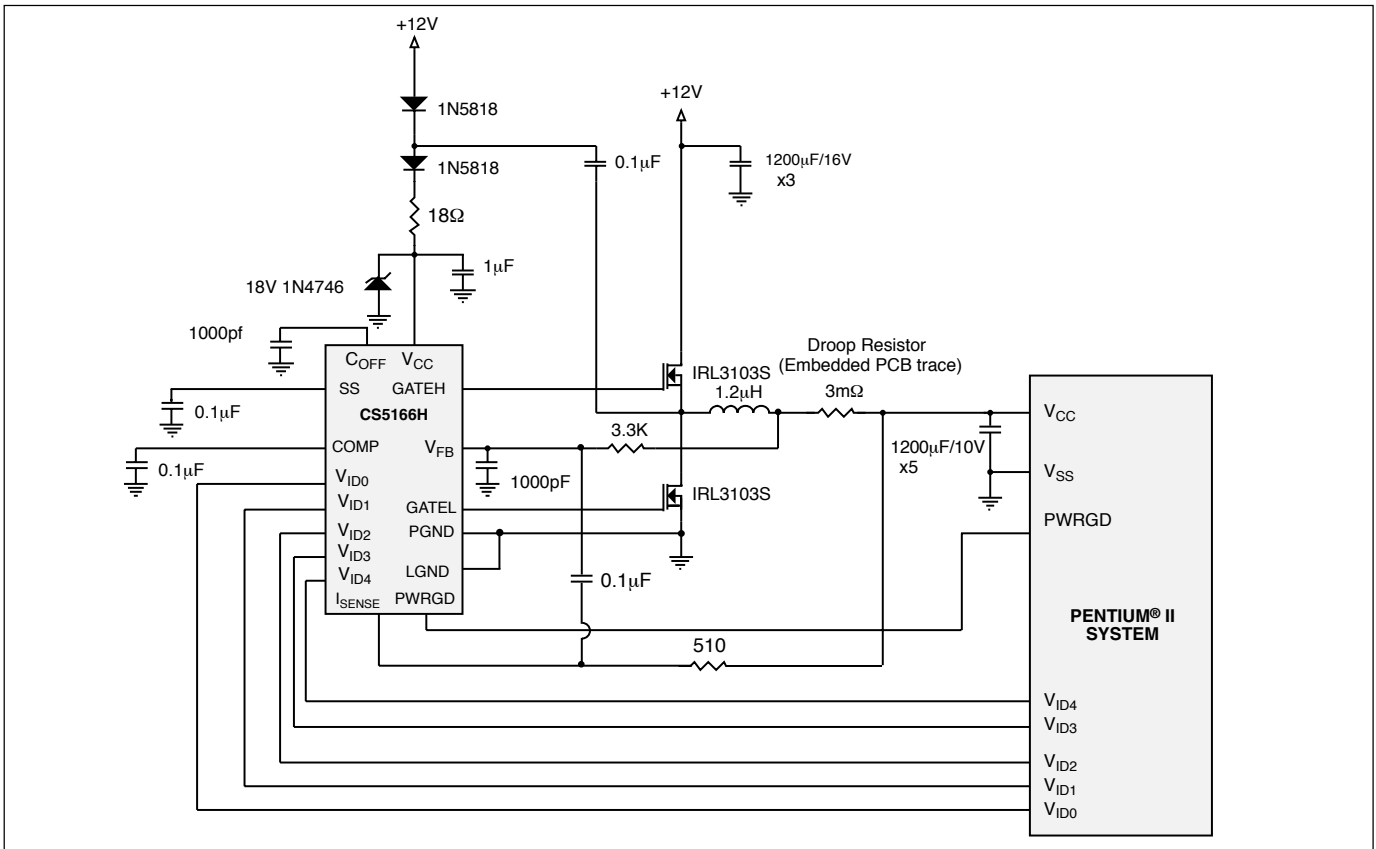 +12V
1N5818
+12V
0.1μF
1200μF/16V
x3
1N5818
18Ω
1μF
18V 1N4746
1000pf
Droop Resistor
(Embedded PCB trace)
COFF VCC
SS GATEH
CS5166H
IRL3103S
1.2μH
3mΩ
VCC
0.1μF
3.3K
COMP VFB
1200μF/10V
x5
0.1μF
1000pF
VSS
VID0
VID1 GATEL
IRL3103S
PWRGD
VID2 PGND
VID3
VID4 LGND
ISENSE PWRGD
0.1μF
510
PENTIUM® II
SYSTEM
VID4
VID3
VID2
VID1
VID0